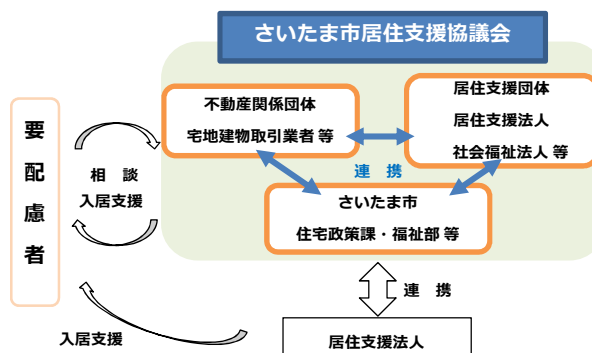 さいたま市居住支援協議会
不動産関係団体
宅地建物取引業者 等
居住支援団体
居住支援法人
社会福祉法人 等
要配慮者
相 談
入居支援
連 携
さいたま市
住宅政策課・福祉部 等
連 携
入居支援
居住支援法人